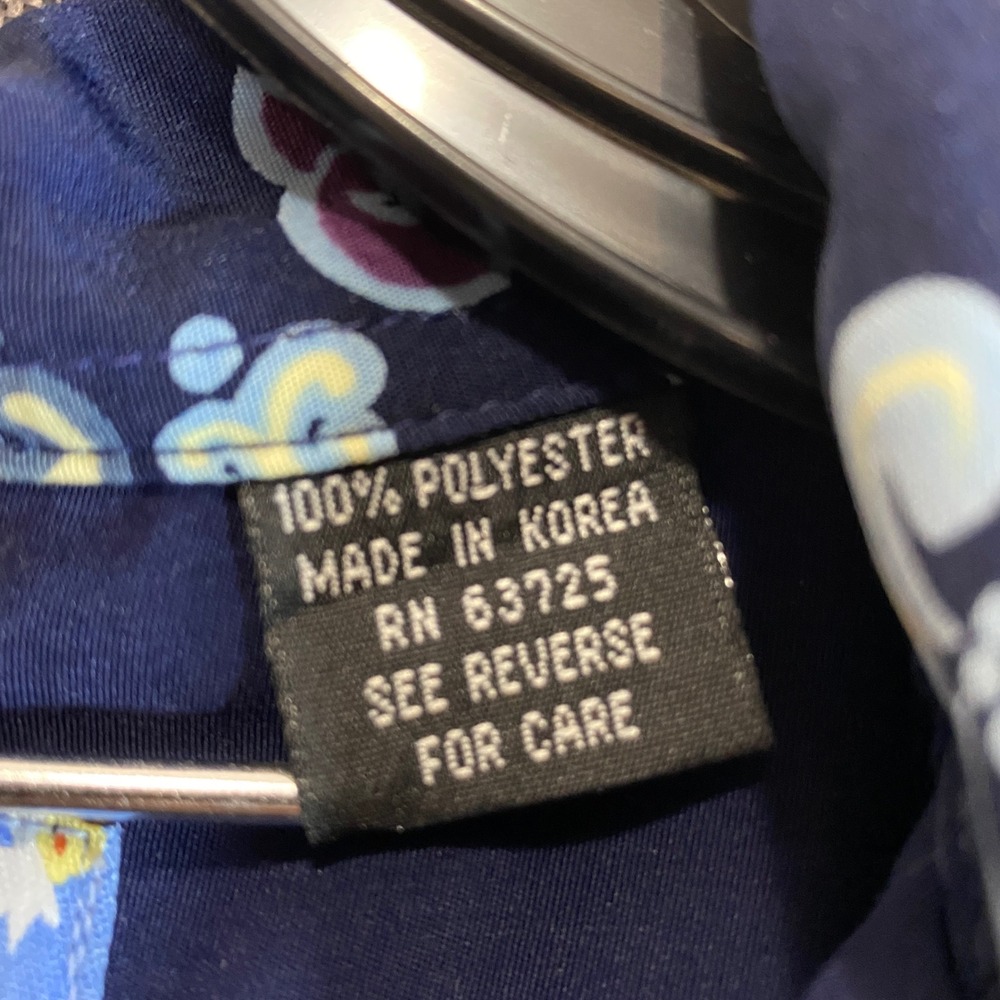 100% POLYESTER
MADE IN KOREA
RN 63725
SEE REVERSE
FOR CARE